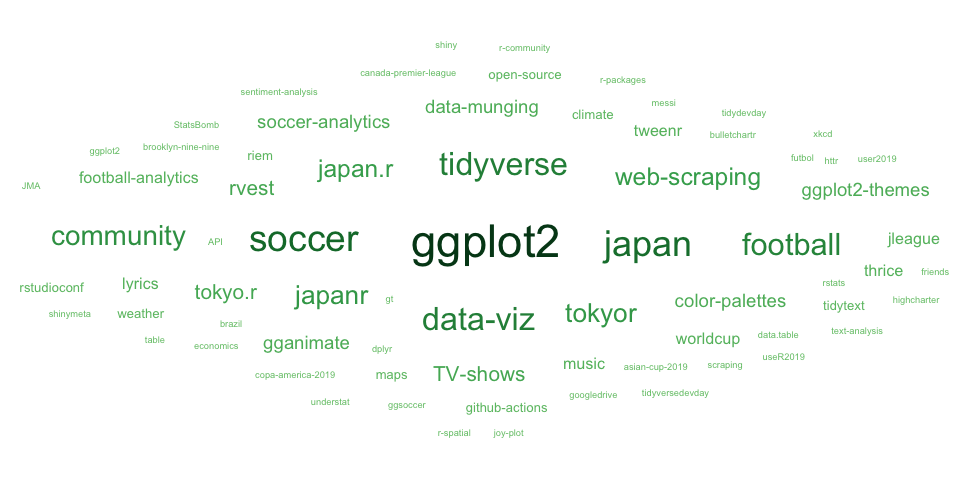 shiny
r-community
canada-premier-league
open-source
r-packages
sentiment-analysis
data-munging
messi
climate
tidydevday
StatsBomb
soccer-analytics
tweenr
bulletchartr
xkcd
ggplot2
brooklyn-nine-nine
riem
japan.r
tidyverse
futbol
httr
user2019
JMA
football-analytics
rvest
web-scraping
ggplot2-themes
community
API
soccer
ggplot2
japan
football
jleague
thrice
friends
rstudioconf
lyrics
tokyo.r
japanr
gt
color-palettes
rstats
tidytext
highcharter
shinymeta
weather
brazil
data-viz
tokyor
text-analysis
table
economics
gganimate
dplyr
worldcup
data.table
useR2019
copa-america-2019
maps
TV-shows
music
asian-cup-2019
scraping
understat
ggsoccer
github-actions
googledrive
tidyversedevday
r-spatial
joy-plot